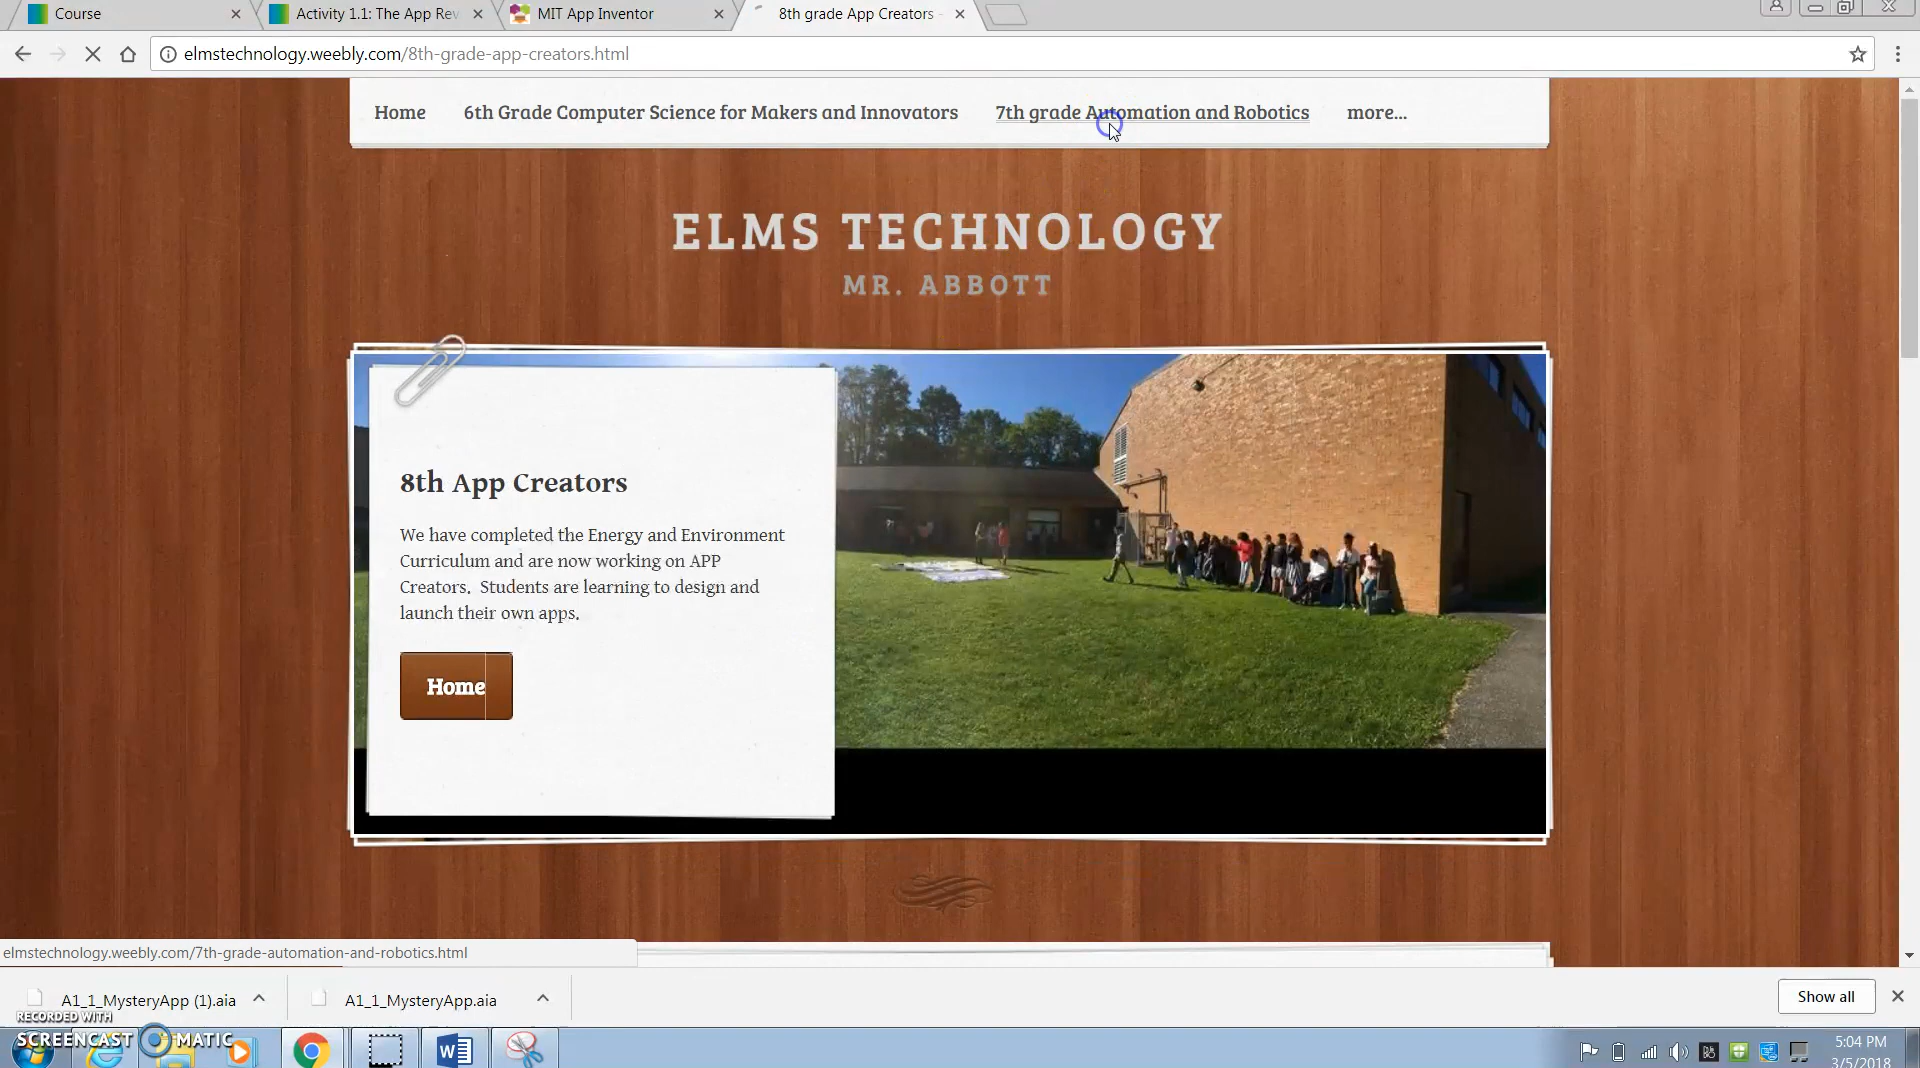 Course
Activity 1.1: The App Rev
MIT App Inventor
8th grade App Creators -
elmstechnology.weebly.com/8th-grade-app-creators.html
Home 6th Grade Computer Science for Makers and Innovators 7th grade Automation and Robotics more...
ELMS TECHNOLOGY
MR. ABBOTT
8th App Creators
We have completed the Energy and Environment
Curriculum and are now working on APP
Creators. Students are learning to design and
launch their own apps.
Home
elmstechnology.weebly.com/7th-grade-automation-and-robotics.html
A1_1_MysteryApp (1).aia
A1_1_MysteryApp.aia
Show all
RECORDED WITH
SCREENCAST MATIC
5:04 PM
3/5/2018